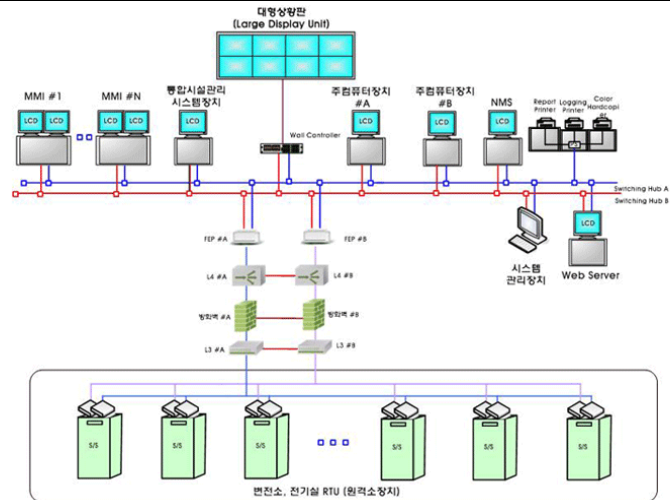 대형상황판
(Large Display Unit)
MMI #1
MMI #N
통합시설관리
시스템장치
주컴퓨터장치
#A
주컴퓨터장치
#B
NMS
Report
Printer
Logging
Printer
Color
Hardcopi
er
LCD LCD
LCD LCD
LCD
LCD
LCD
LCD
Wall Controller
Switching Hub A
Switching Hub B
FEP #A
FEP #B
LCD
L4 #A
L4 #B
시스템
관리장치
Web Server
방화벽 #A
방화벽 #B
L3 #A
L3 #B
S/S
S/S
S/S
S/S
S/S
S/S
변전소, 전기실 RTU (원격소장치)